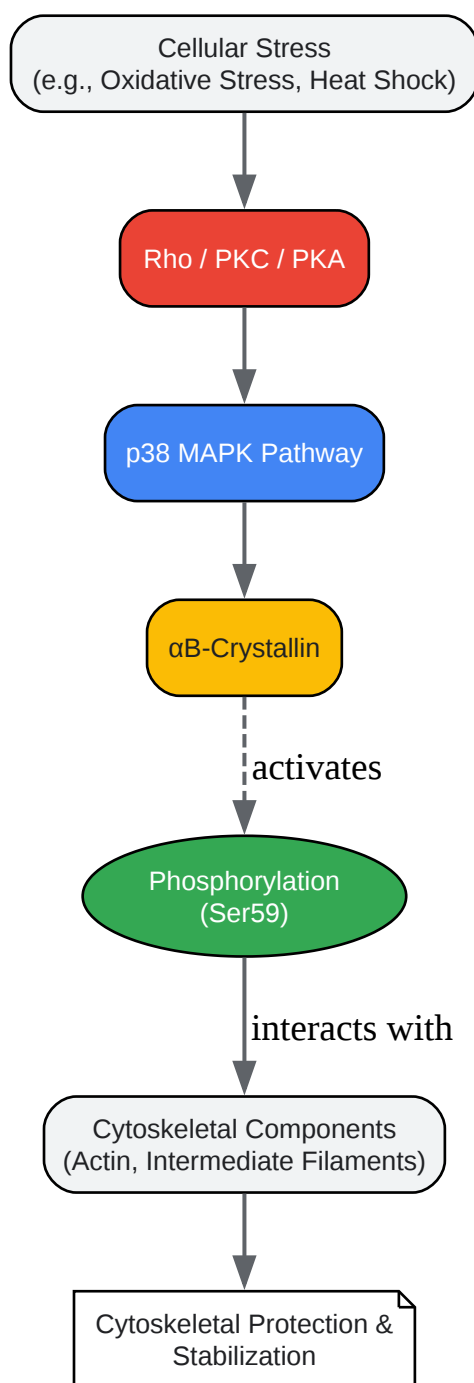 Cellular Stress
(e.g., Oxidative Stress, Heat Shock)
Rho / PKC / PKA
p38 MAPK Pathway
αB-Crystallin
activates
Phosphorylation
(Ser59)
interacts with
Cytoskeletal Components
(Actin, Intermediate Filaments)
Cytoskeletal Protection &
Stabilization